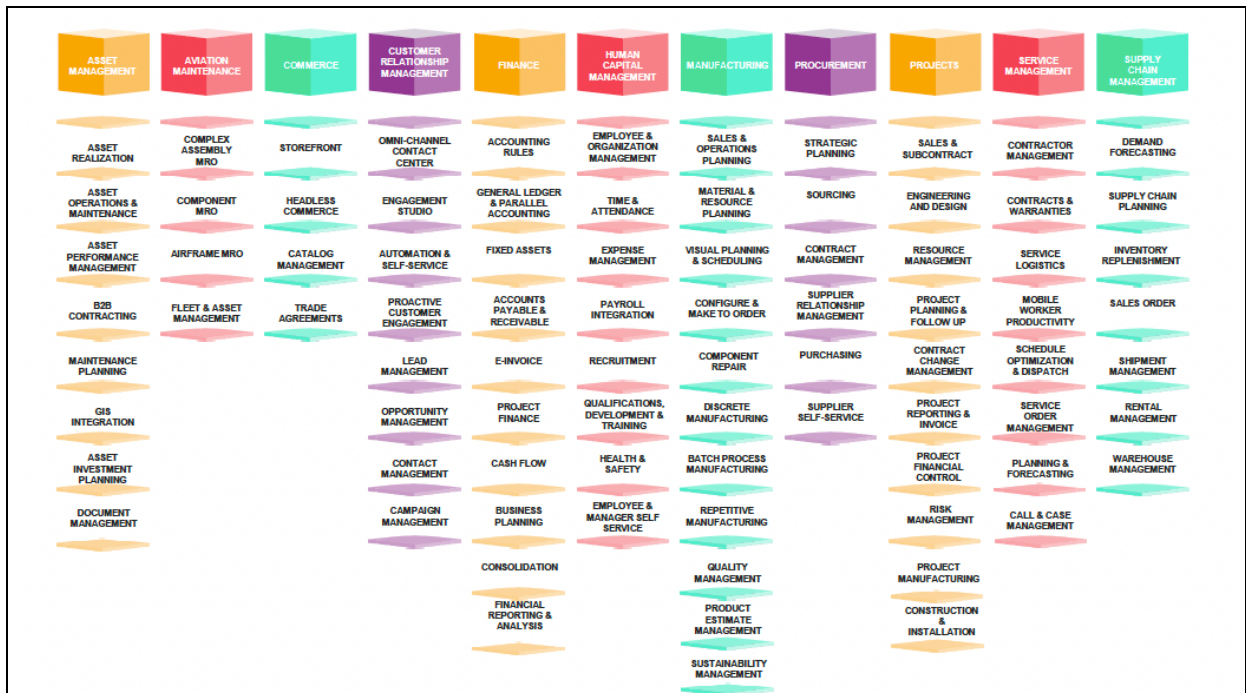 ASSET
MANAGEMENT
AVIATION
MAINTENANCE
COMMERCE
CUSTOMER
RELATIONSHIP
MANAGEMENT
FINANCE
HUMAN
CAPITAL
MANAGEMENT
MANUFACTURING
PROCUREMENT
PROJECTS
SERVICE
MANAGEMENT
SUPPLY
CHAIN
MANAGEMENT
ASSET
REALIZATION
ASSET
OPERATIONS &
MAINTENANCE
ASSET
PERFORMANCE
MANAGEMENT
B2B
CONTRACTING
MAINTENANCE
PLANNING
GIS
INTEGRATION
ASSET
INVESTMENT
PLANNING
DOCUMENT
MANAGEMENT
COMPLEX
ASSEMBLY
MRO
COMPONENT
MRO
AIRFRAME MRO
FLEET & ASSET
MANAGEMENT
STOREFRONT
HEADLESS
COMMERCE
CATALOG
MANAGEMENT
TRADE
AGREEMENTS
OMNI-CHANNEL
CONTACT
CENTER
ENGAGEMENT
STUDIO
AUTOMATION &
SELF-SERVICE
PROACTIVE
CUSTOMER
ENGAGEMENT
LEAD
MANAGEMENT
OPPORTUNITY
MANAGEMENT
CONTACT
MANAGEMENT
CAMPAIGN
MANAGEMENT
ACCOUNTING
RULES
GENERAL LEDGER
& PARALLEL
ACCOUNTING
FIXED ASSETS
ACCOUNTS
PAYABLE &
RECEIVABLE
E-INVOICE
PROJECT
FINANCE
CASH FLOW
BUSINESS
PLANNING
CONSOLIDATION
FINANCIAL
REPORTING &
ANALYSIS
EMPLOYEE &
ORGANIZATION
MANAGEMENT
TIME &
ATTENDANCE
EXPENSE
MANAGEMENT
PAYROLL
INTEGRATION
RECRUITMENT
QUALIFICATIONS,
DEVELOPMENT &
TRAINING
HEALTH &
SAFETY
EMPLOYEE &
MANAGER SELF
SERVICE
SALES &
OPERATIONS
PLANNING
MATERIAL &
RESOURCE
PLANNING
VISUAL PLANNING
& SCHEDULING
CONFIGURE &
MAKE TO ORDER
COMPONENT
REPAIR
DISCRETE
MANUFACTURING
BATCH PROCESS
MANUFACTURING
REPETITIVE
MANUFACTURING
QUALITY
MANAGEMENT
PRODUCT
ESTIMATE
MANAGEMENT
SUSTAINABILITY
MANAGEMENT
STRATEGIC
PLANNING
SOURCING
CONTRACT
MANAGEMENT
SUPPLIER
RELATIONSHIP
MANAGEMENT
PURCHASING
SUPPLIER
SELF-SERVICE
SALES &
SUBCONTRACT
ENGINEERING
AND DESIGN
RESOURCE
MANAGEMENT
PROJECT
PLANNING &
FOLLOW UP
CONTRACT
CHANGE
MANAGEMENT
PROJECT
REPORTING &
INVOICE
PROJECT
FINANCIAL
CONTROL
RISK
MANAGEMENT
PROJECT
MANUFACTURING
CONSTRUCTION
&
INSTALLATION
CONTRACTOR
MANAGEMENT
CONTRACTS &
WARRANTIES
SERVICE
LOGISTICS
MOBILE
WORKER
PRODUCTIVITY
SCHEDULE
OPTIMIZATION
& DISPATCH
SERVICE
ORDER
MANAGEMENT
PLANNING &
FORECASTING
CALL & CASE
MANAGEMENT
DEMAND
FORECASTING
SUPPLY CHAIN
PLANNING
INVENTORY
REPLENISHMENT
SALES ORDER
SHIPMENT
MANAGEMENT
RENTAL
MANAGEMENT
WAREHOUSE
MANAGEMENT